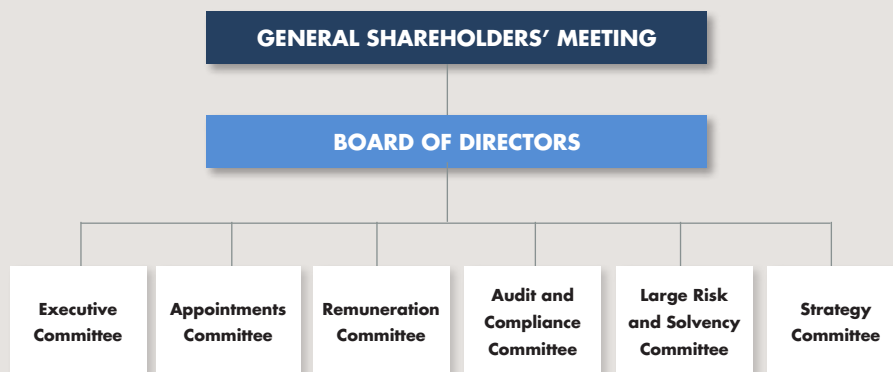 GENERAL SHAREHOLDERS’ MEETING
BOARD OF DIRECTORS
Executive
Committee
Appointments
Committee
Remuneration
Committee
Audit and
Compliance
Committee
Large Risk
and Solvency
Committee
Strategy
Committee